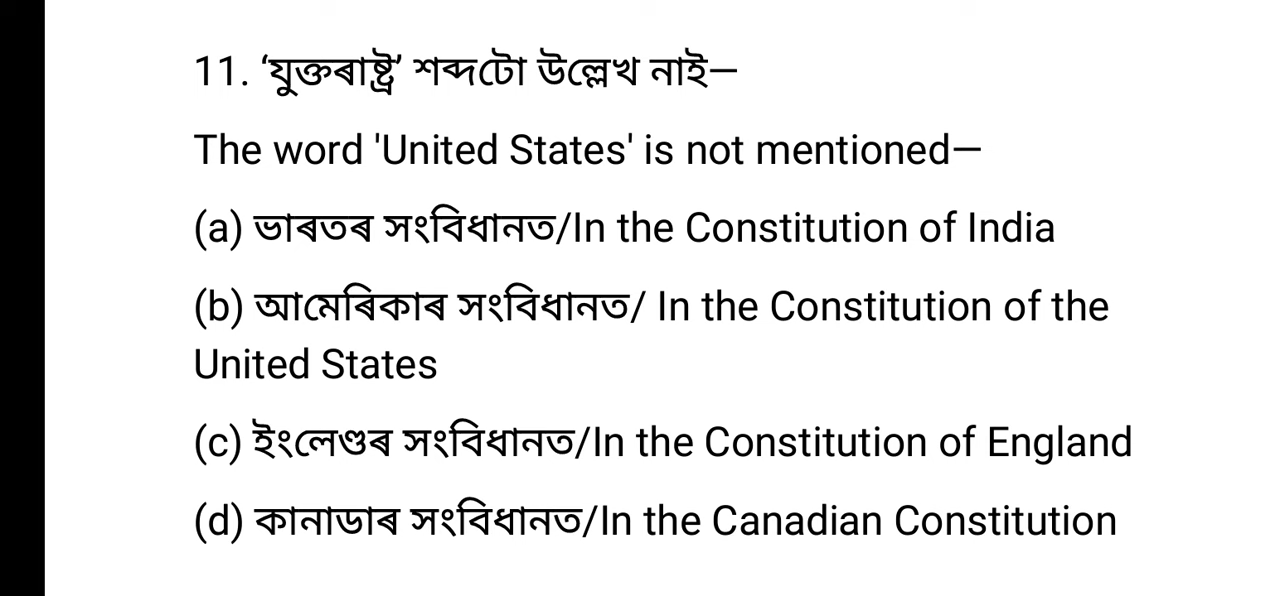 11. ‘যুক্তৰাষ্ট্ৰ’ শব্দটো উল্লেখ নাই—
The word 'United States' is not mentioned—
(a) ভাৰতৰ সংবিধানত/In the Constitution of India
(b) আমেৰিকাৰ সংবিধানত/ In the Constitution of the
United States
(c) ইংলেণ্ডৰ সংবিধানত/In the Constitution of England
(d) কানাডাৰ সংবিধানত/In the Canadian Constitution